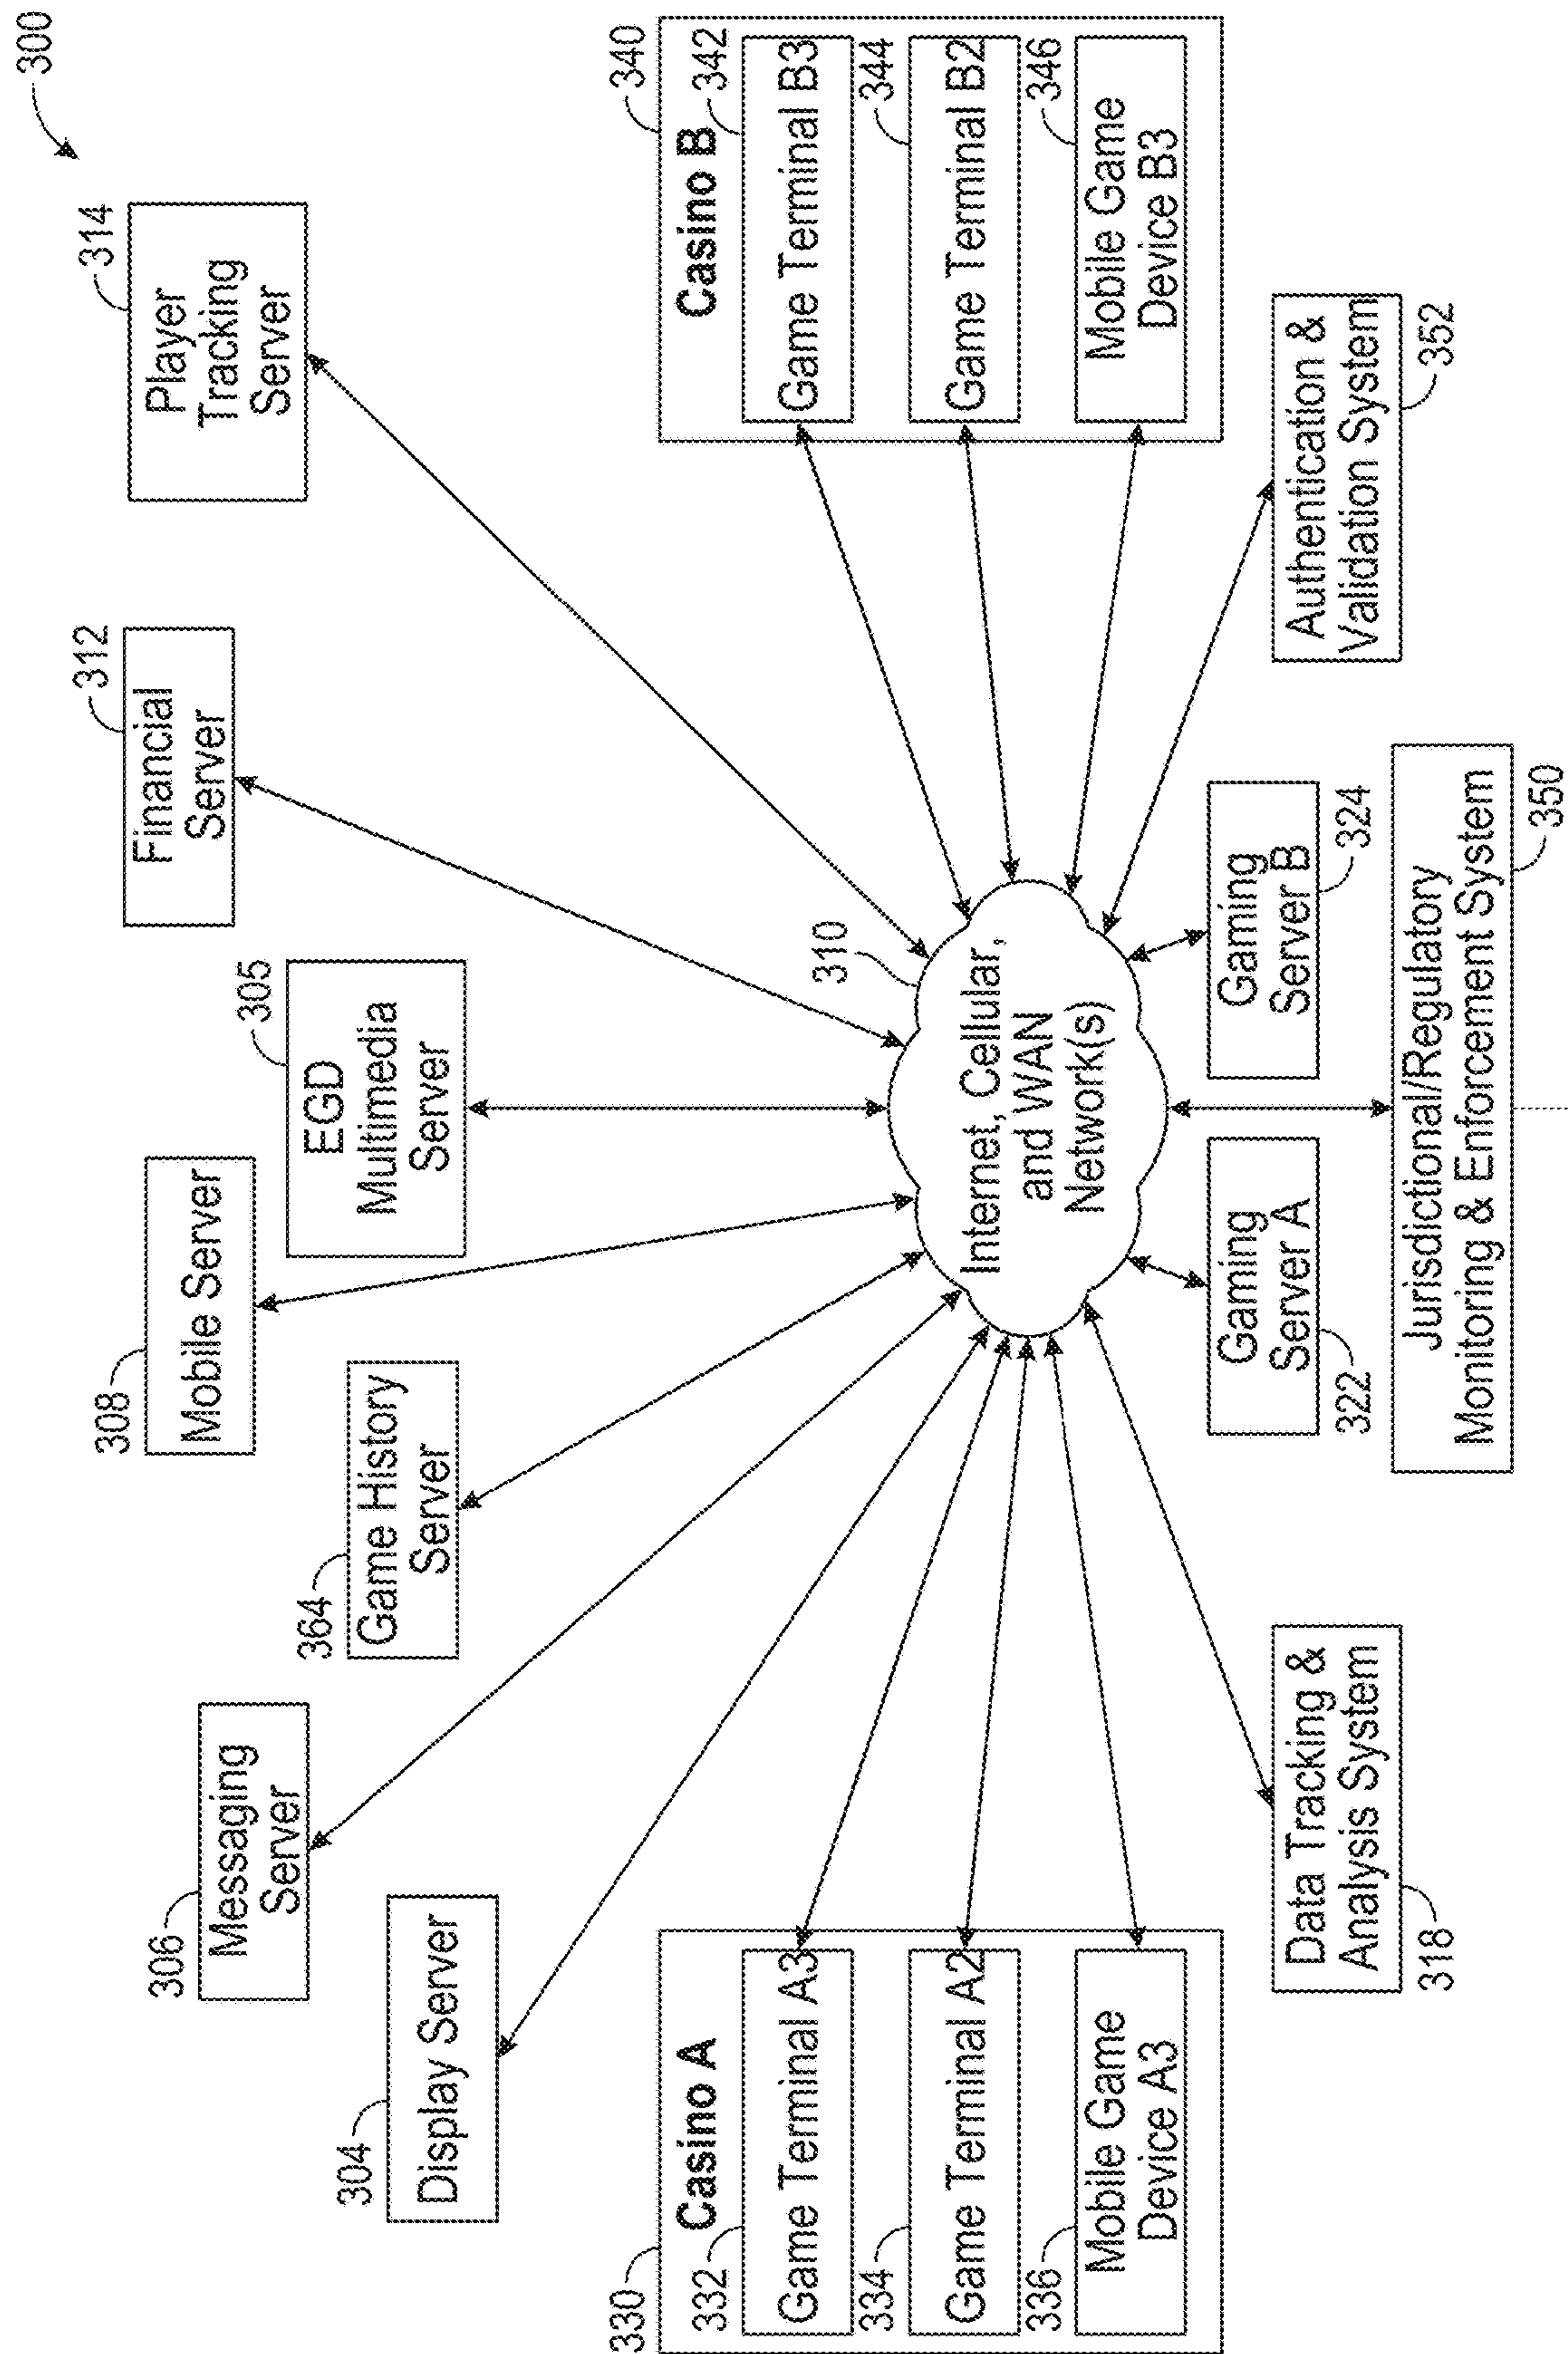 300
314
Player
Tracking
Server
312
Financial
Server
305
EGD
Multimedia
Server
308
Mobile Server
364
Game History
Server
306
Messaging
Server
304
Display Server
310
Internet, Cellular,
and WAN
Network(s)
330
Casino A
332
Game Terminal A3
334
Game Terminal A2
336
Mobile Game
Device A3
340
Casino B
342
Game Terminal B3
344
Game Terminal B2
346
Mobile Game
Device B3
Data Tracking &
Analysis System
318
Gaming
Server A
322
Gaming
Server B
324
Authentication &
Validation System
352
Jurisdictional/Regulatory
Monitoring & Enforcement System
350